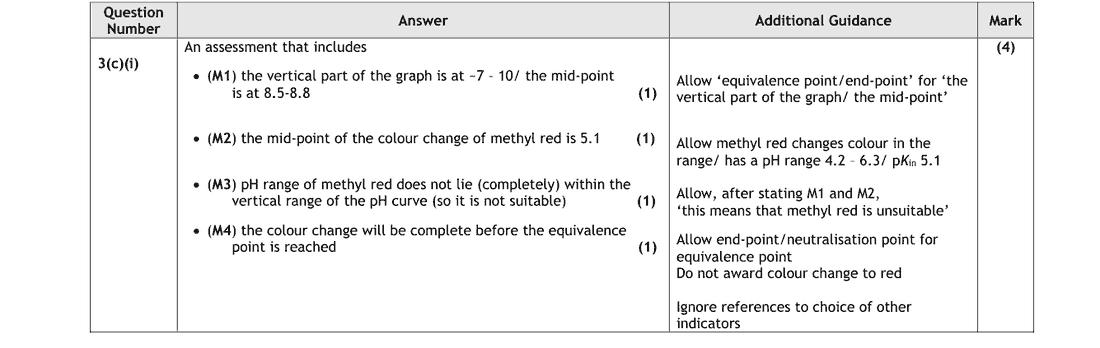 Question Number
Answer
Additional Guidance
Mark
3(c)(i)
An assessment that includes
• (M1) the vertical part of the graph is at ~7 - 10/ the mid-point
is at 8.5-8.8 (1)
• (M2) the mid-point of the colour change of methyl red is 5.1 (1)
• (M3) pH range of methyl red does not lie (completely) within the
vertical range of the pH curve (so it is not suitable) (1)
• (M4) the colour change will be complete before the equivalence
point is reached (1)
Allow ‘equivalence point/end-point’ for ‘the
vertical part of the graph/ the mid-point’
Allow methyl red changes colour in the
range/ has a pH range 4.2 – 6.3/ pKin 5.1
Allow, after stating M1 and M2,
‘this means that methyl red is unsuitable’
Allow end-point/neutralisation point for
equivalence point
Do not award colour change to red
Ignore references to choice of other
indicators
(4)